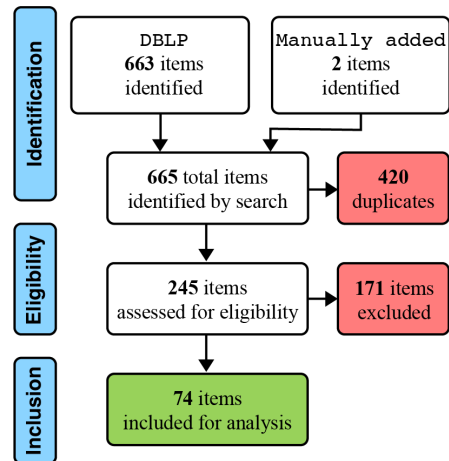 Identification
DBLP
663 items
identified
Manually added
2 items
identified
665 total items
identified by search
420
duplicates
Eligibility
245 items
assessed for eligibility
171 items
excluded
Inclusion
74 items
included for analysis